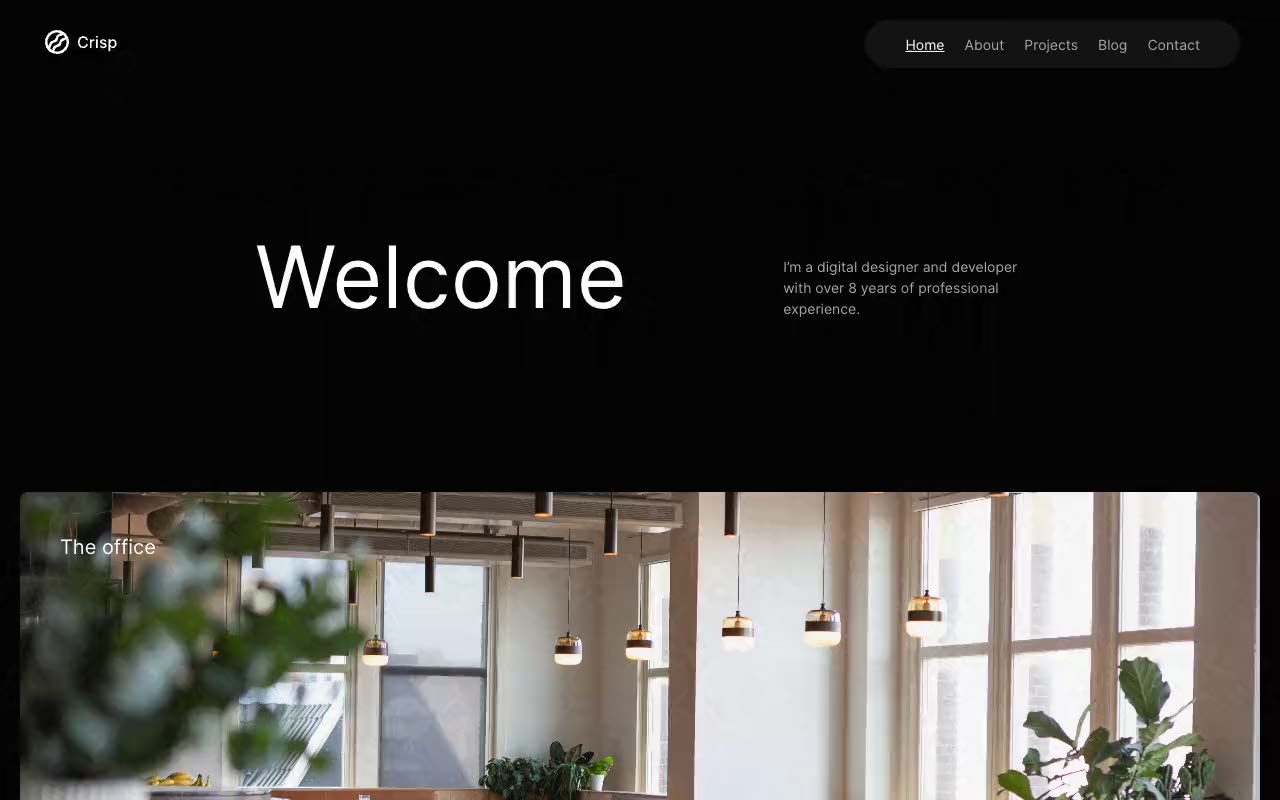 Crisp
Home About Projects Blog Contact
Welcome
I'm a digital designer and developer
with over 8 years of professional
experience.
The office